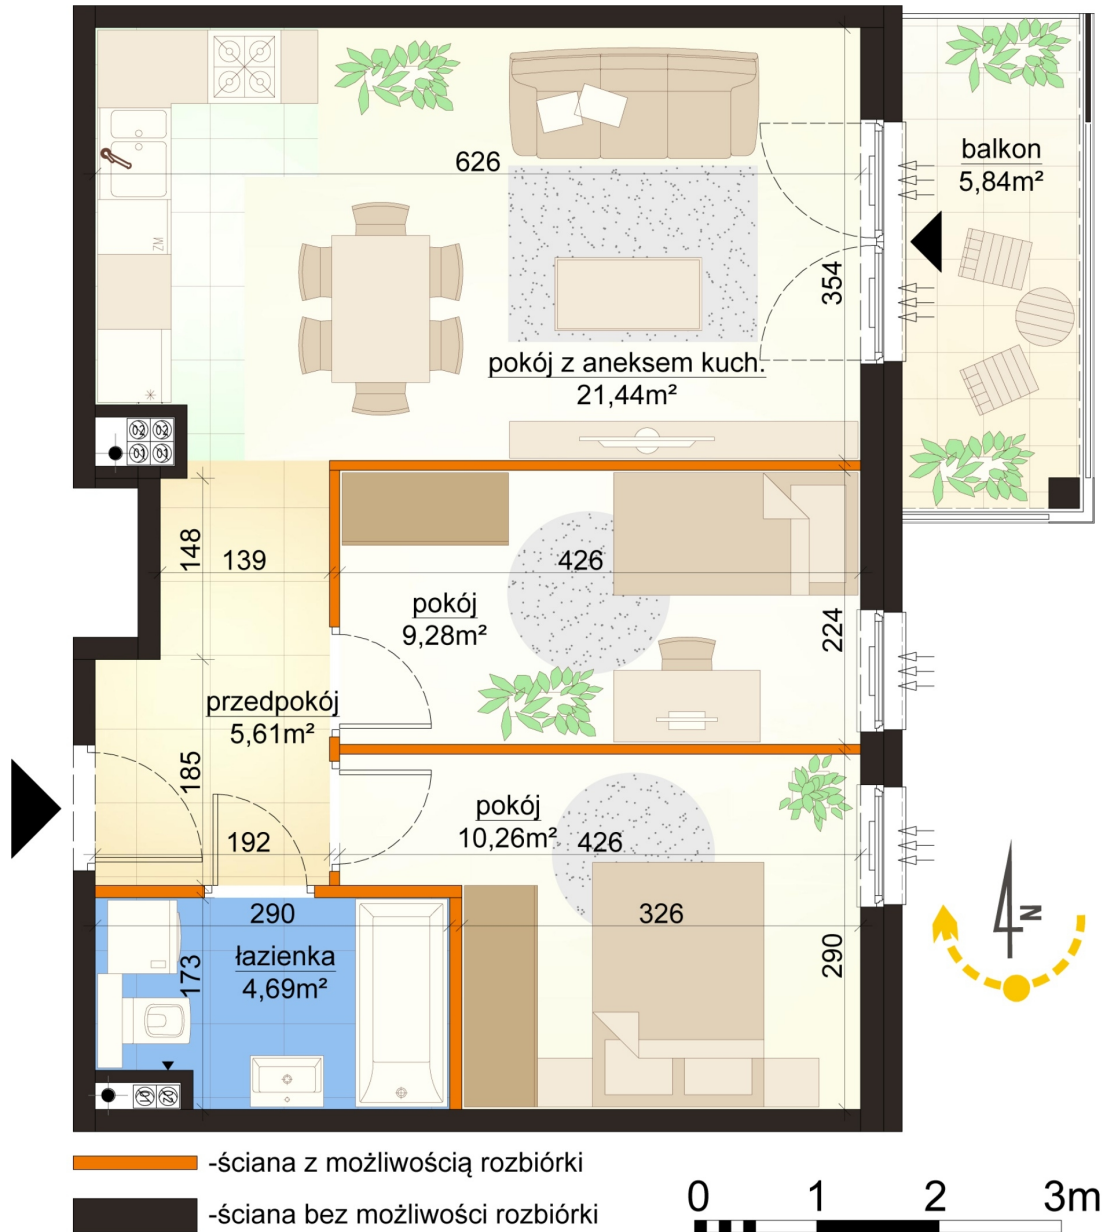 balkon
5,84m²
626
ZM
354
pokój z aneksem kuch.
21,44m²
148
139
426
pokój
9,28m²
224
przedpokój
5,61m²
185
192
pokój
10,26m²
426
N
290
326
łazienka
4,69m²
173
290
-ściana z możliwością rozbiórki
-ściana bez możliwości rozbiórki
0 1 2 3m